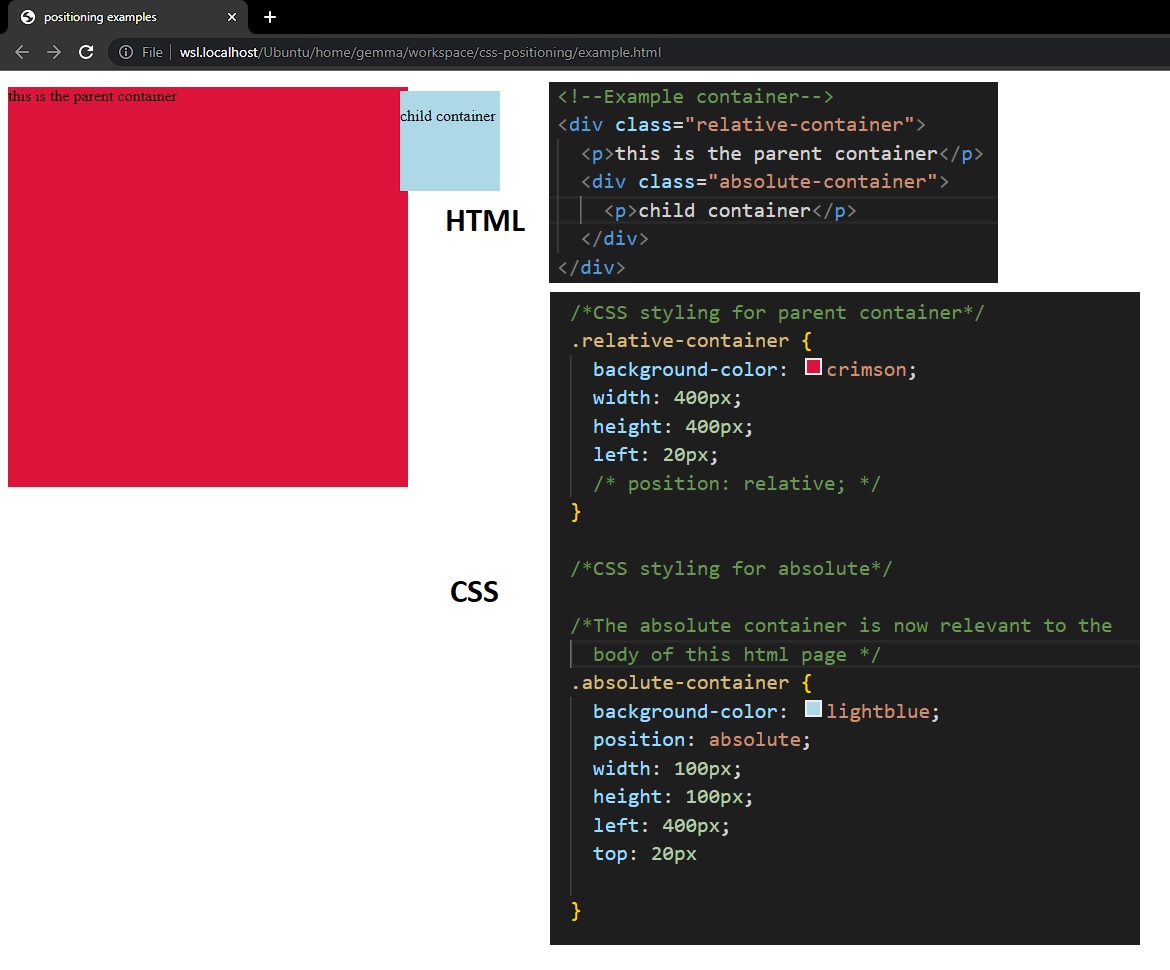 positioning examples
File wsl.localhost/Ubuntu/home/gemma/workspace/css-positioning/example.html
this is the parent container
child container
HTML
<!--Example container-->
<div class="relative-container">
  <p>this is the parent container</p>
  <div class="absolute-container">
    <p>child container</p>
  </div>
</div>
CSS
/*CSS styling for parent container*/
.relative-container {
  background-color: crimson;
  width: 400px;
  height: 400px;
  left: 20px;
  /* position: relative; */
}
/*CSS styling for absolute*/
/*The absolute container is now relevant to the
  body of this html page */
.absolute-container {
  background-color: lightblue;
  position: absolute;
  width: 100px;
  height: 100px;
  left: 400px;
  top: 20px
}